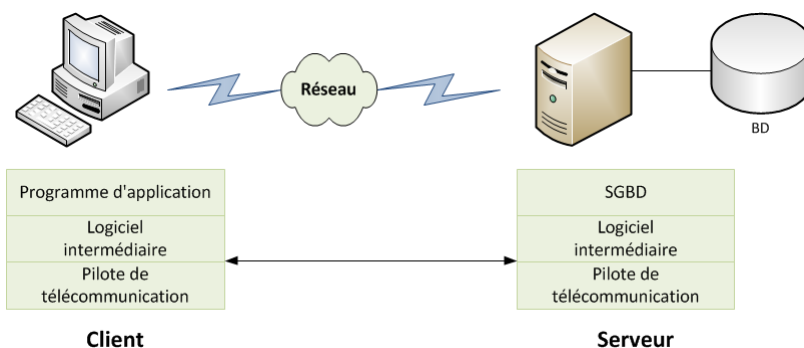 Réseau
BD
Programme d'application
Logiciel
intermédiaire
Pilote de
télécommunication
Client
SGBD
Logiciel
intermédiaire
Pilote de
télécommunication
Serveur